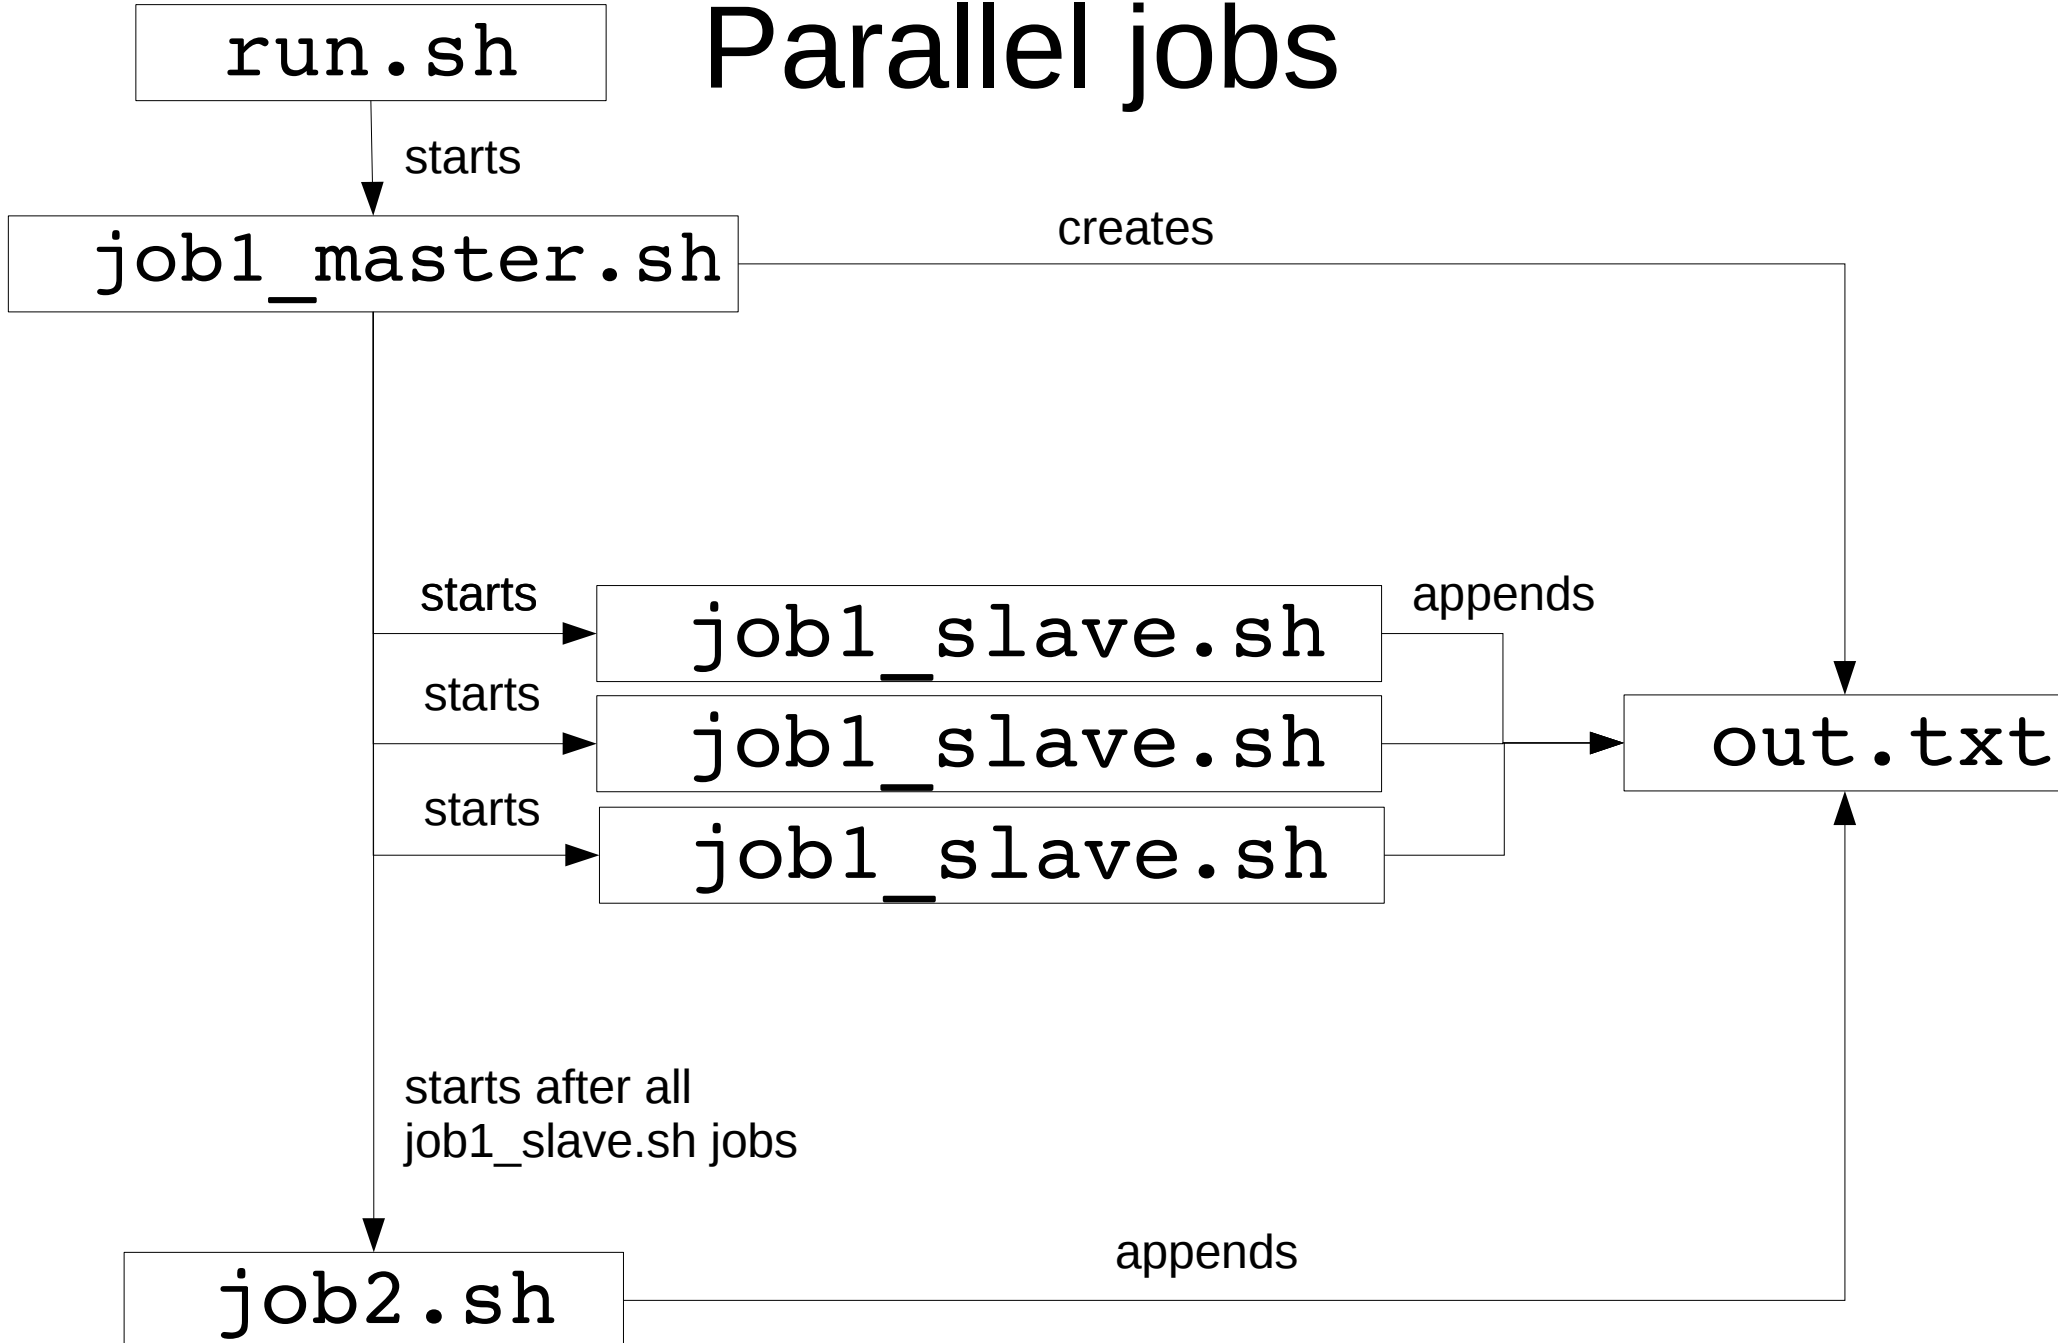 Parallel jobs
run.sh
starts
job1_master.sh
creates
starts
job1_slave.sh
appends
starts
job1_slave.sh
out.txt
starts
job1_slave.sh
starts after all
job1_slave.sh jobs
appends
job2.sh